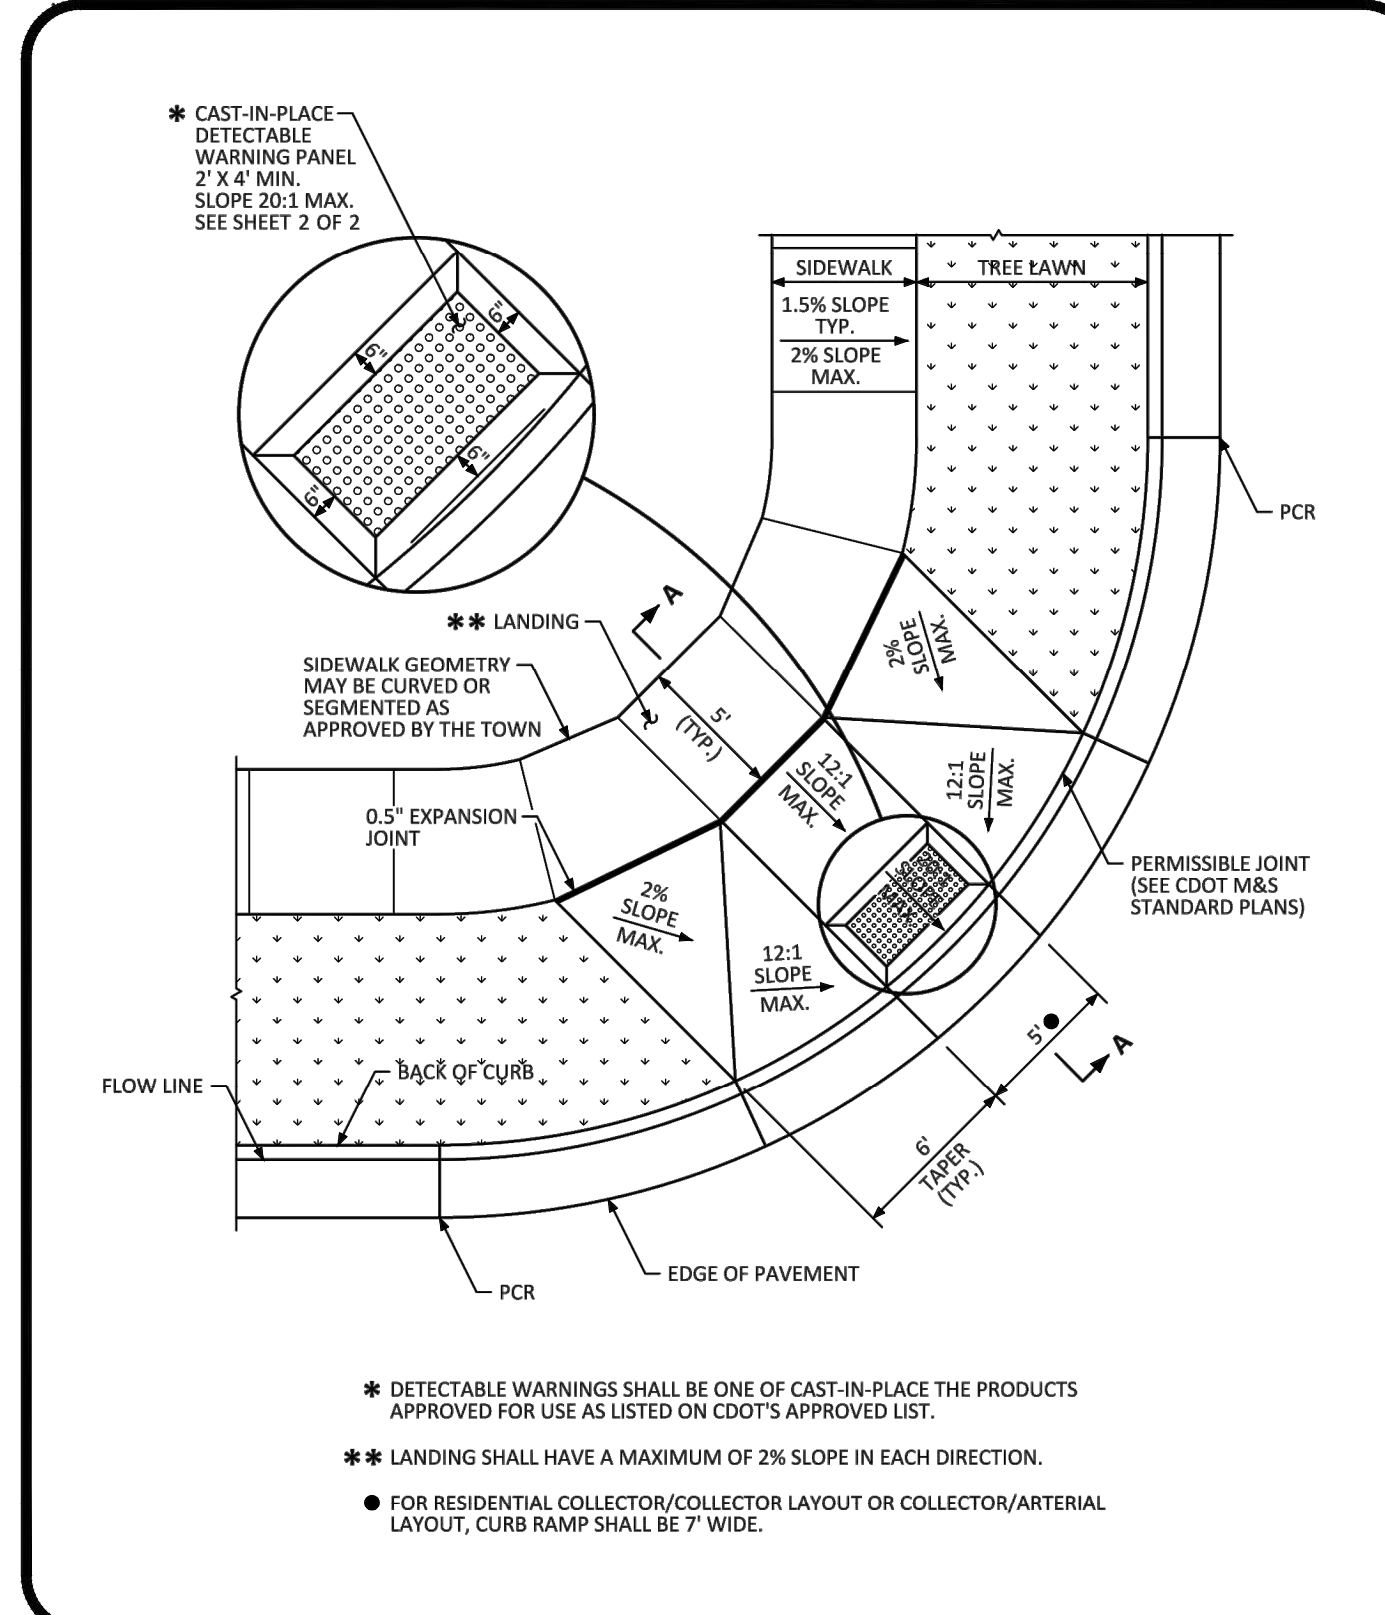 * CAST-IN-PLACE
DETECTABLE
WARNING PANEL
2' X 4' MIN.
SLOPE 20:1 MAX.
SEE SHEET 2 OF 2
6"
6"
6"
6"
SIDEWALK
TREE LAWN
1.5% SLOPE
TYP.
2% SLOPE
MAX.
PCR
A
** LANDING
SIDEWALK GEOMETRY
MAY BE CURVED OR
SEGMENTED AS
APPROVED BY THE TOWN
5'
(TYP.)
2%
SLOPE
MAX.
12:1
SLOPE
MAX.
12:1
SLOPE
MAX.
0.5" EXPANSION
JOINT
PERMISSIBLE JOINT
(SEE CDOT M&S
STANDARD PLANS)
2%
SLOPE
MAX.
12:1
SLOPE
MAX.
5' ●
A
FLOW LINE
BACK OF CURB
6'
TAPER
(TYP.)
EDGE OF PAVEMENT
PCR
* DETECTABLE WARNINGS SHALL BE ONE OF CAST-IN-PLACE THE PRODUCTS
APPROVED FOR USE AS LISTED ON CDOT'S APPROVED LIST.
** LANDING SHALL HAVE A MAXIMUM OF 2% SLOPE IN EACH DIRECTION.
● FOR RESIDENTIAL COLLECTOR/COLLECTOR LAYOUT OR COLLECTOR/ARTERIAL
LAYOUT, CURB RAMP SHALL BE 7' WIDE.